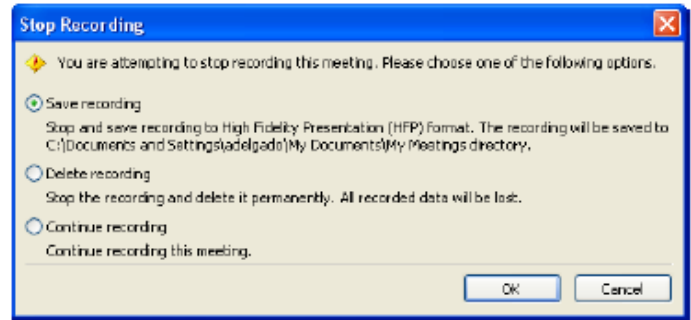 Stop Recording
You are attempting to stop recording this meeting. Please choose one of the following options.
Save recording
Stop and save recording to High Fidelity Presentation (HFP) Format. The recording will be saved to
C:\Documents and Settings\adelgado\My Documents\My Meetings directory.
Delete recording
Stop the recording and delete it permanently. All recorded data will be lost.
Continue recording
Continue recording this meeting.
OK Cancel